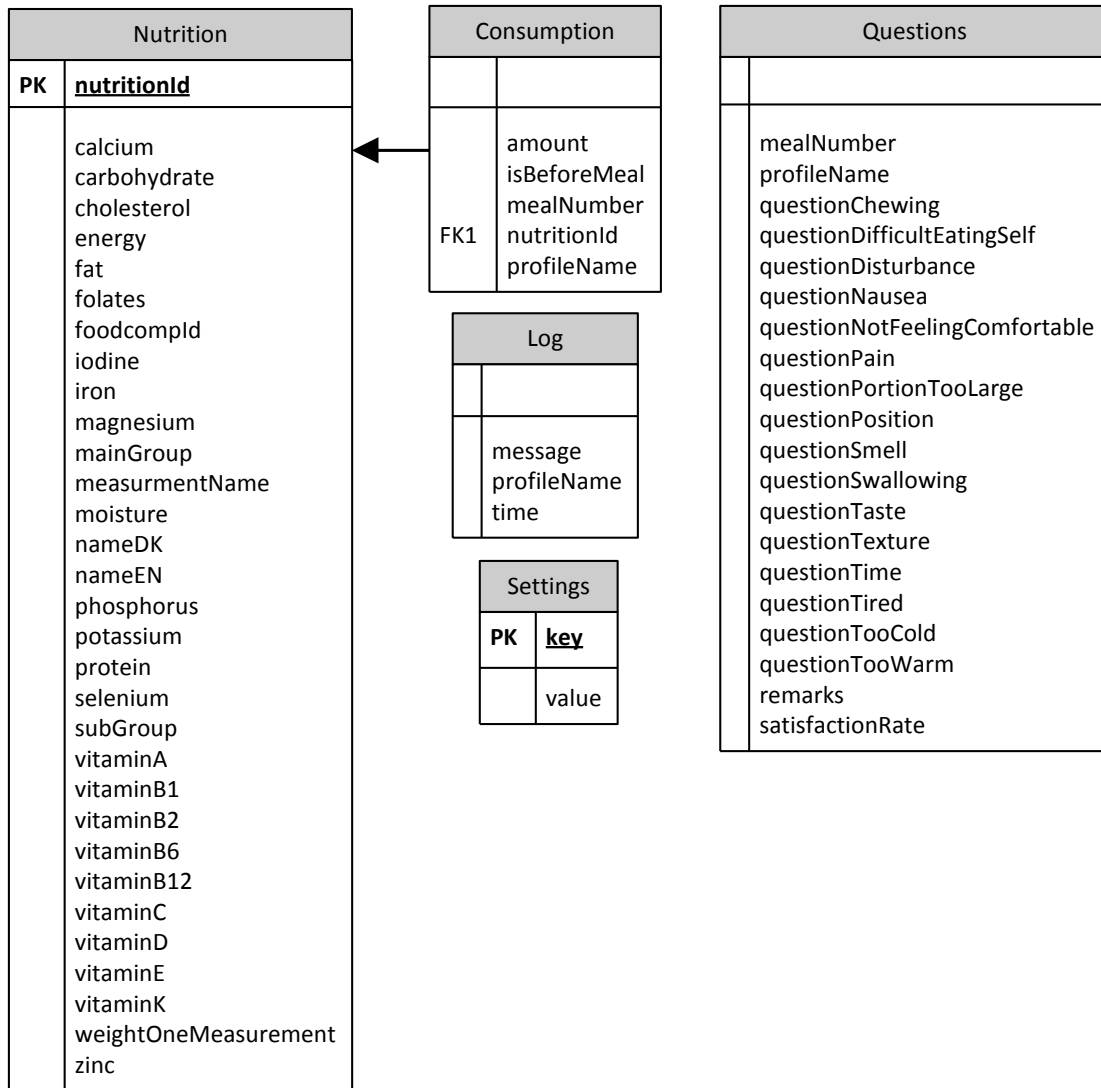 Nutrition
PK nutritionId
calcium
carbohydrate
cholesterol
energy
fat
folates
foodcompId
iodine
iron
magnesium
mainGroup
measurmentName
moisture
nameDK
nameEN
phosphorus
potassium
protein
selenium
subGroup
vitaminA
vitaminB1
vitaminB2
vitaminB6
vitaminB12
vitaminC
vitaminD
vitaminE
vitaminK
weightOneMeasurement
zinc
Consumption
amount
isBeforeMeal
mealNumber
FK1 nutritionId
profileName
Log
message
profileName
time
Settings
PK key
value
Questions
mealNumber
profileName
questionChewing
questionDifficultEatingSelf
questionDisturbance
questionNausea
questionNotFeelingComfortable
questionPain
questionPortionTooLarge
questionPosition
questionSmell
questionSwallowing
questionTaste
questionTexture
questionTime
questionTired
questionTooCold
questionTooWarm
remarks
satisfactionRate